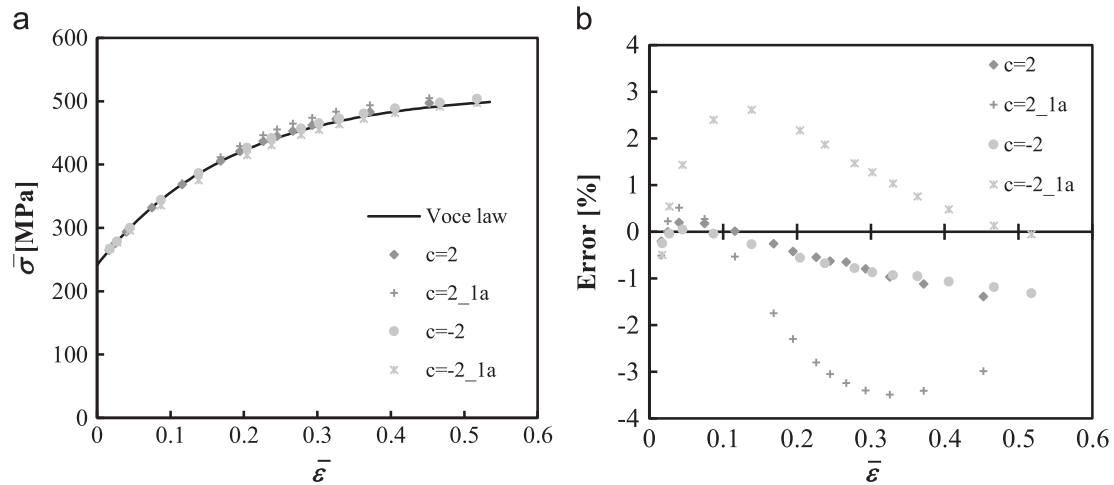 a
600
500
400
300
200
100
0
0 0.1 0.2 0.3 0.4 0.5 0.6
σ̅ [MPa]
ε̅
Voce law
c=2
c=2_1a
c=-2
c=-2_1a
b
4
3
2
1
0
-1
-2
-3
-4
0 0.1 0.2 0.3 0.4 0.5 0.6
Error [%]
ε̅
c=2
c=2_1a
c=-2
c=-2_1a